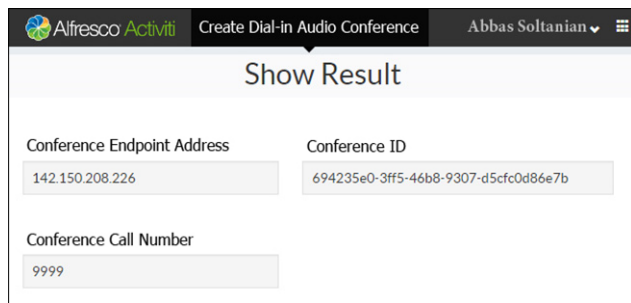 Alfresco Activiti Create Dial-in Audio Conference Abbas Soltanian
Show Result
Conference Endpoint Address Conference ID
142.150.208.226 694235e0-3ff5-46b8-9307-d5cfc0d86e7b
Conference Call Number
9999